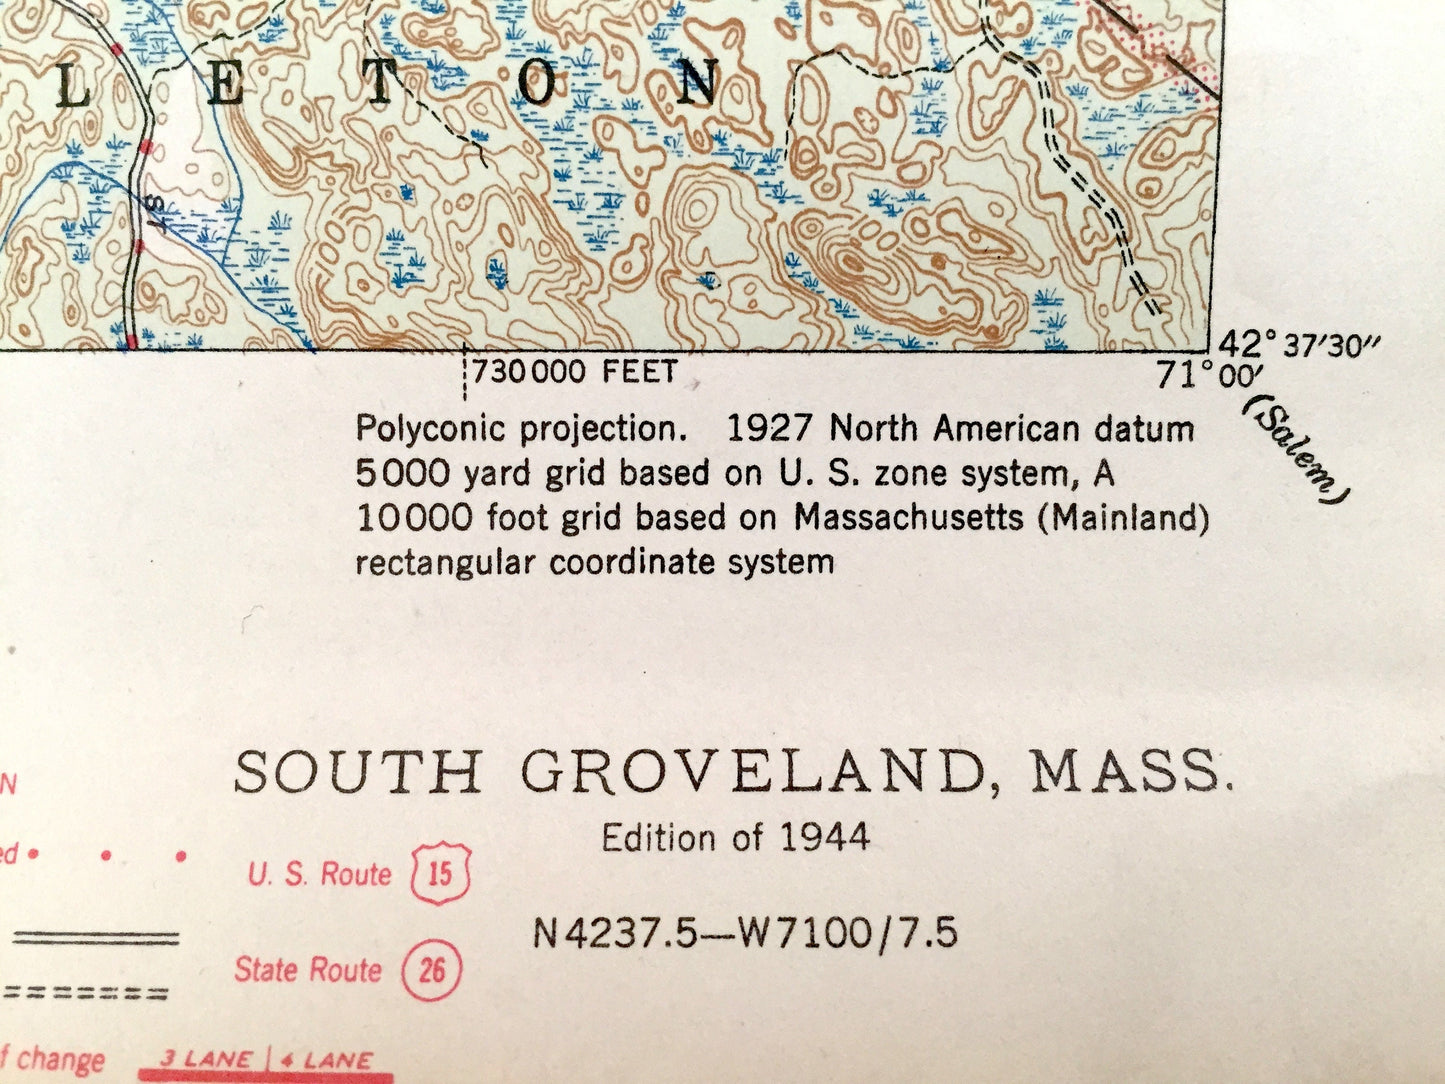 L E T O N
ST
730000 FEET
42° 37′30″
71° 00′
(Salem)
Polyconic projection. 1927 North American datum
5000 yard grid based on U. S. zone system, A
10000 foot grid based on Massachusetts (Mainland)
rectangular coordinate system
SOUTH GROVELAND, MASS.
Edition of 1944
N4237.5—W7100/7.5
N
ed
U. S. Route 15
State Route 26
f change
3 LANE | 4 LANE